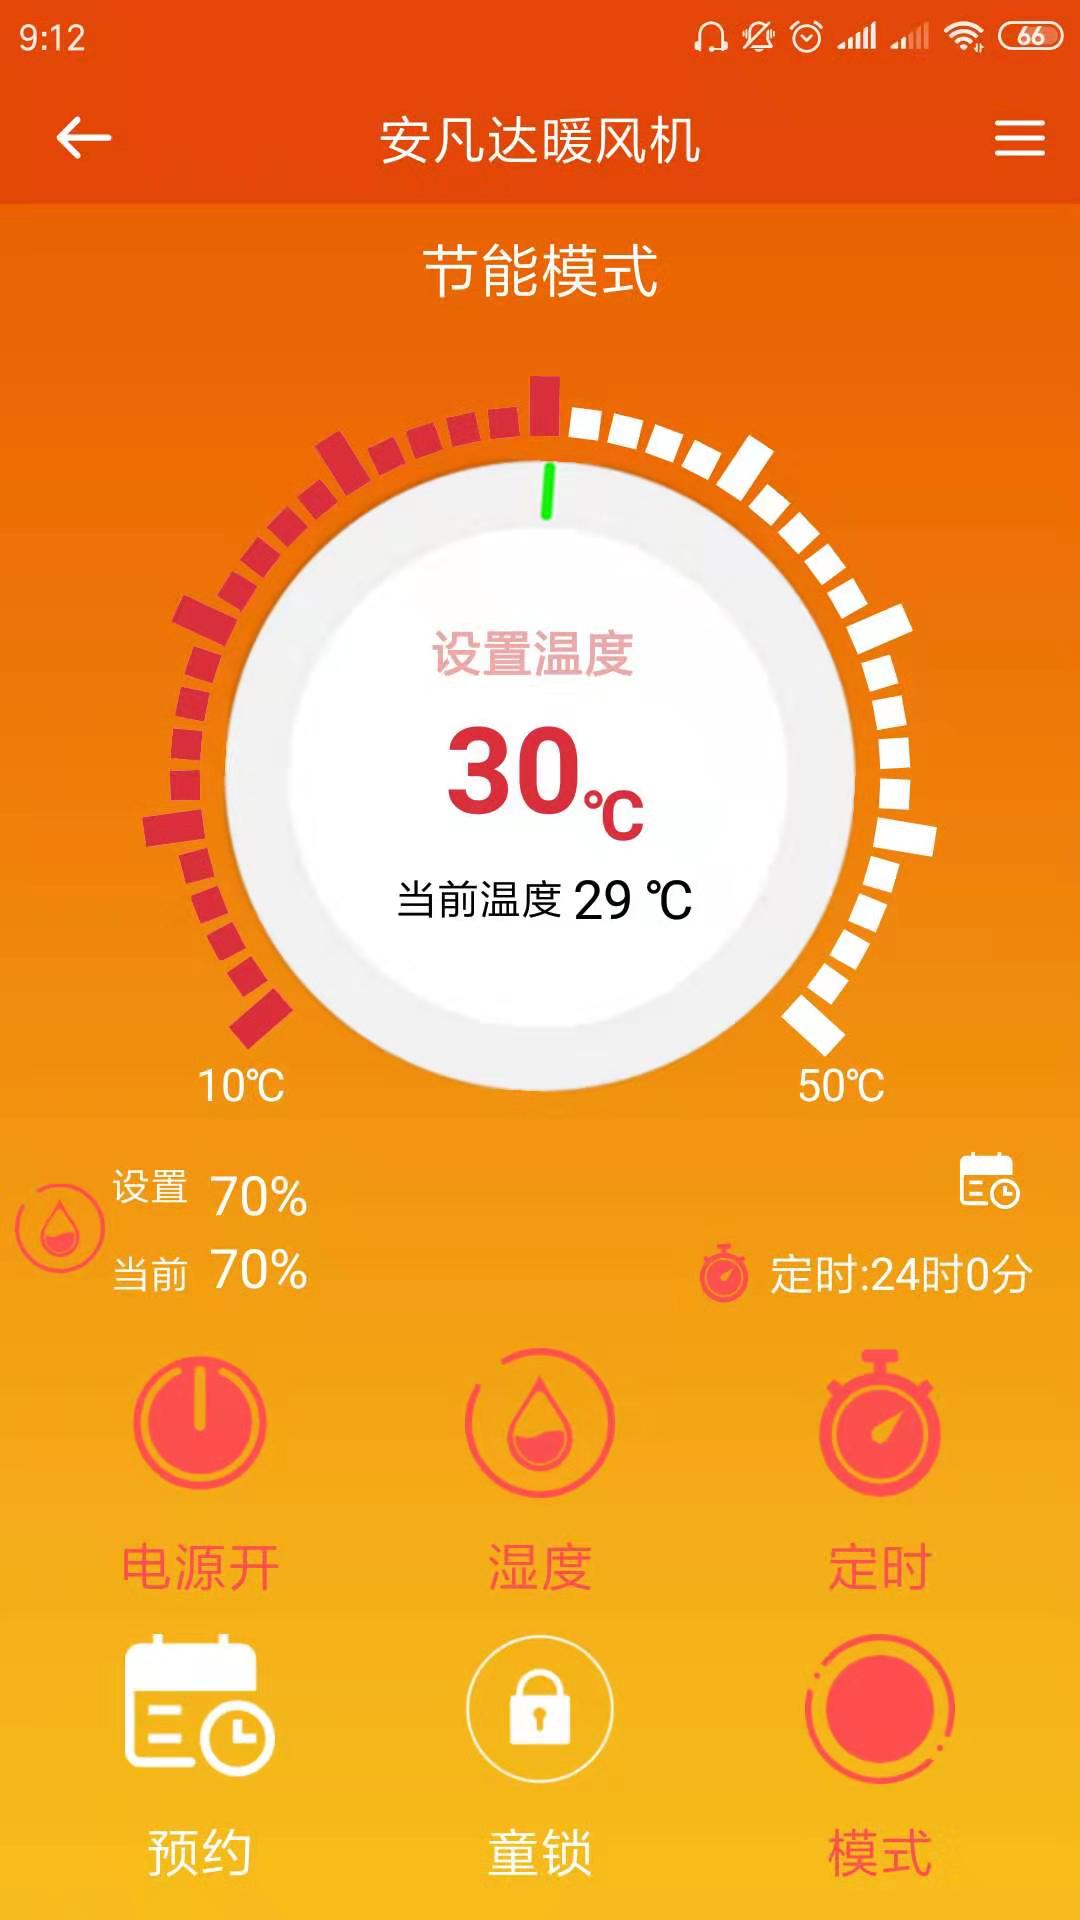 9:12 66
安凡达暖风机
节能模式
设置温度
30℃
当前温度 29 ℃
10℃ 50℃
设置 70%
当前 70%
定时:24时0分
电源开 湿度 定时
预约 童锁 模式